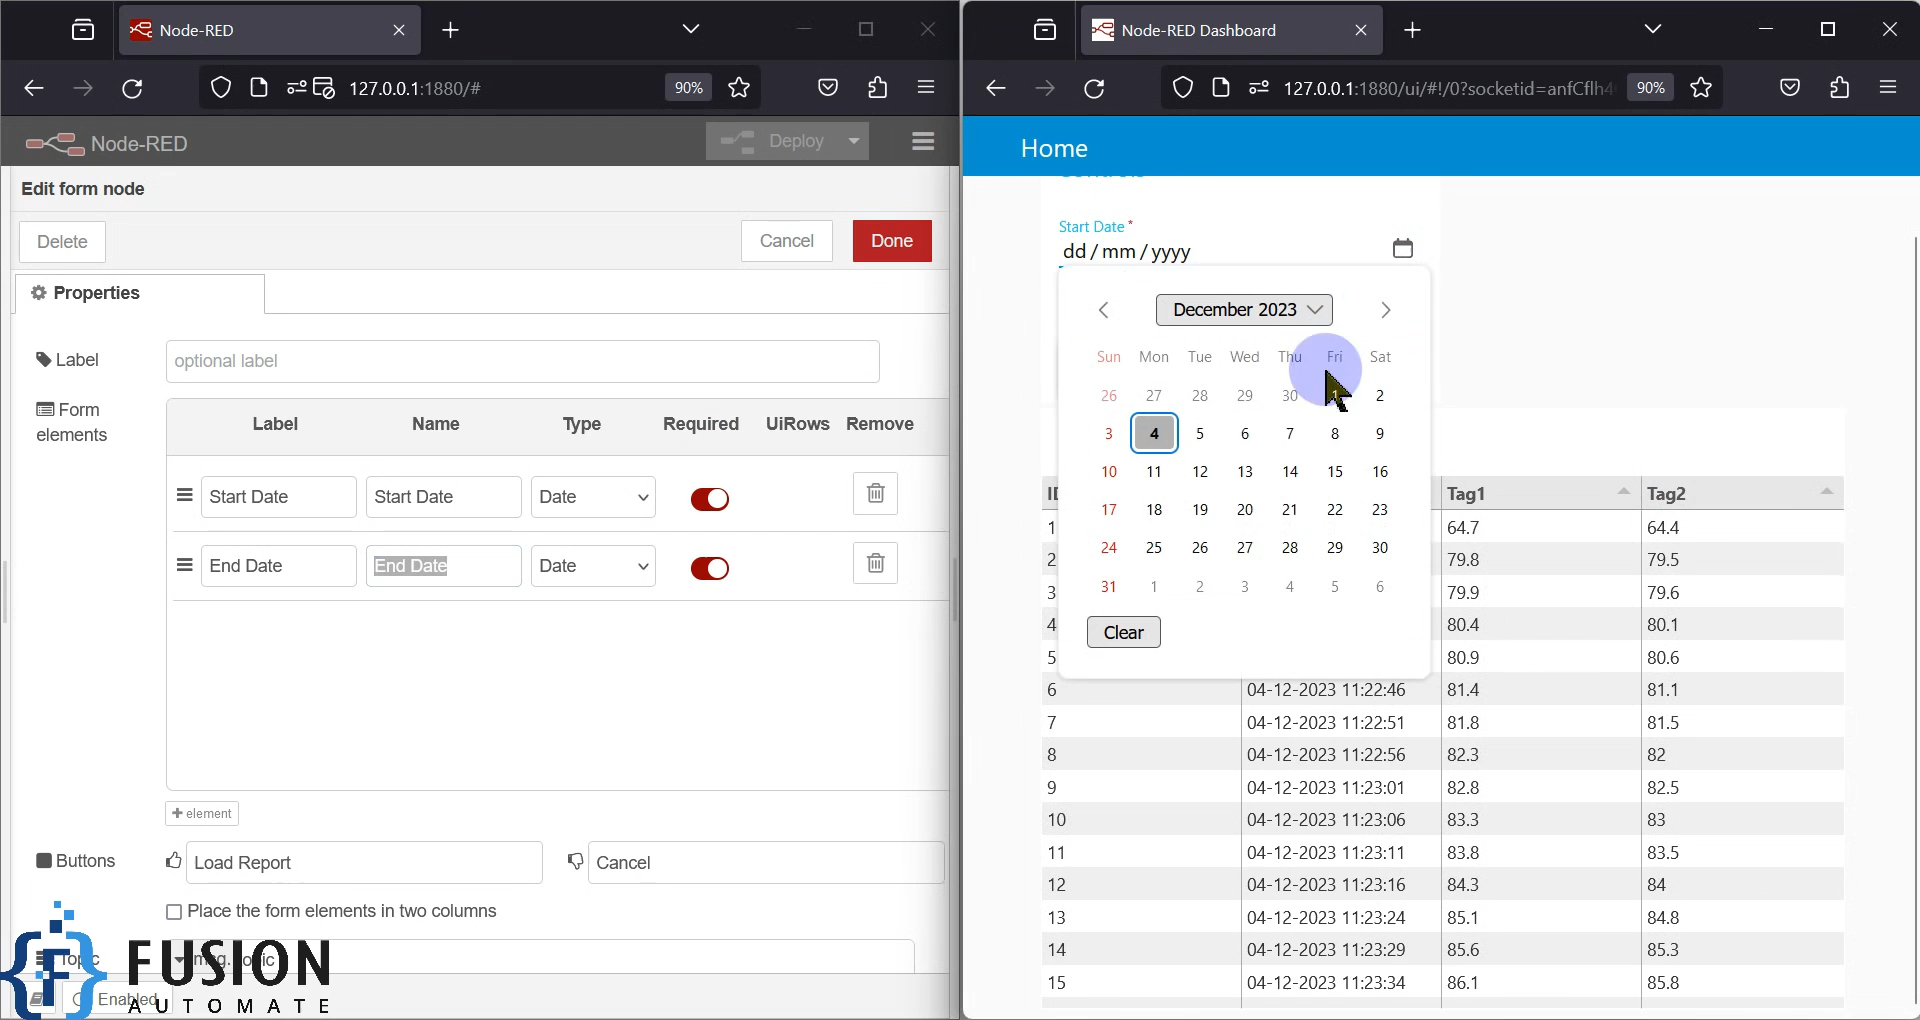 Node-RED
Node-RED Dashboard
127.0.0.1:1880/#
90%
127.0.0.1:1880/ui/#!/0?socketid=anfCflh4
90%
Node-RED
Deploy
Edit form node
Delete
Cancel
Done
Properties
Label
optional label
Form elements
Label Name Type Required UiRows Remove
Start Date Start Date Date
End Date End Date Date
+ element
Buttons
Load Report
Cancel
Place the form elements in two columns
Topic
Enabled
FUSION
AUTOMATE
Home
Start Date *
dd / mm / yyyy
December 2023
Sun Mon Tue Wed Thu Fri Sat
26 27 28 29 30 1 2
3 4 5 6 7 8 9
10 11 12 13 14 15 16
17 18 19 20 21 22 23
24 25 26 27 28 29 30
31 1 2 3 4 5 6
Clear
Tag1 Tag2
1 64.7 64.4
2 79.8 79.5
3 79.9 79.6
4 80.4 80.1
5 80.9 80.6
6 04-12-2023 11:22:46 81.4 81.1
7 04-12-2023 11:22:51 81.8 81.5
8 04-12-2023 11:22:56 82.3 82
9 04-12-2023 11:23:01 82.8 82.5
10 04-12-2023 11:23:06 83.3 83
11 04-12-2023 11:23:11 83.8 83.5
12 04-12-2023 11:23:16 84.3 84
13 04-12-2023 11:23:24 85.1 84.8
14 04-12-2023 11:23:29 85.6 85.3
15 04-12-2023 11:23:34 86.1 85.8